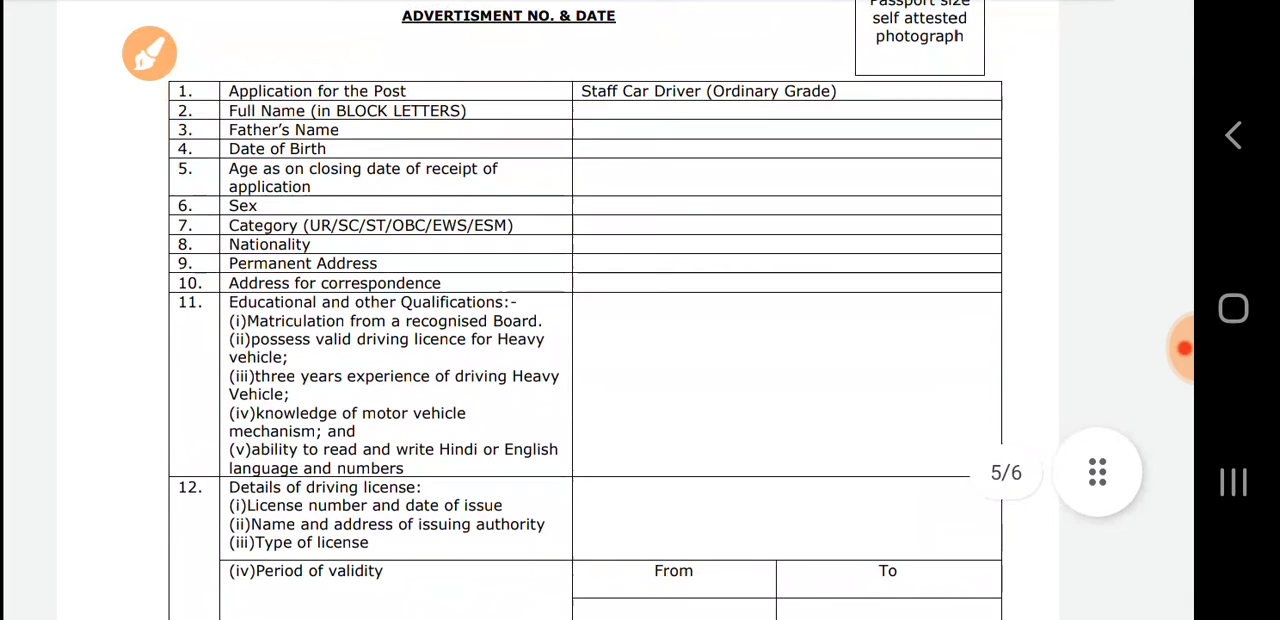 ADVERTISMENT NO. & DATE
Passport size
self attested
photograph
1. Application for the Post Staff Car Driver (Ordinary Grade)
2. Full Name (in BLOCK LETTERS)
3. Father's Name
4. Date of Birth
5. Age as on closing date of receipt of
application
6. Sex
7. Category (UR/SC/ST/OBC/EWS/ESM)
8. Nationality
9. Permanent Address
10. Address for correspondence
11. Educational and other Qualifications:-
(i)Matriculation from a recognised Board.
(ii)possess valid driving licence for Heavy
vehicle;
(iii)three years experience of driving Heavy
Vehicle;
(iv)knowledge of motor vehicle
mechanism; and
(v)ability to read and write Hindi or English
language and numbers
5/6
12. Details of driving license:
(i)License number and date of issue
(ii)Name and address of issuing authority
(iii)Type of license
(iv)Period of validity From To